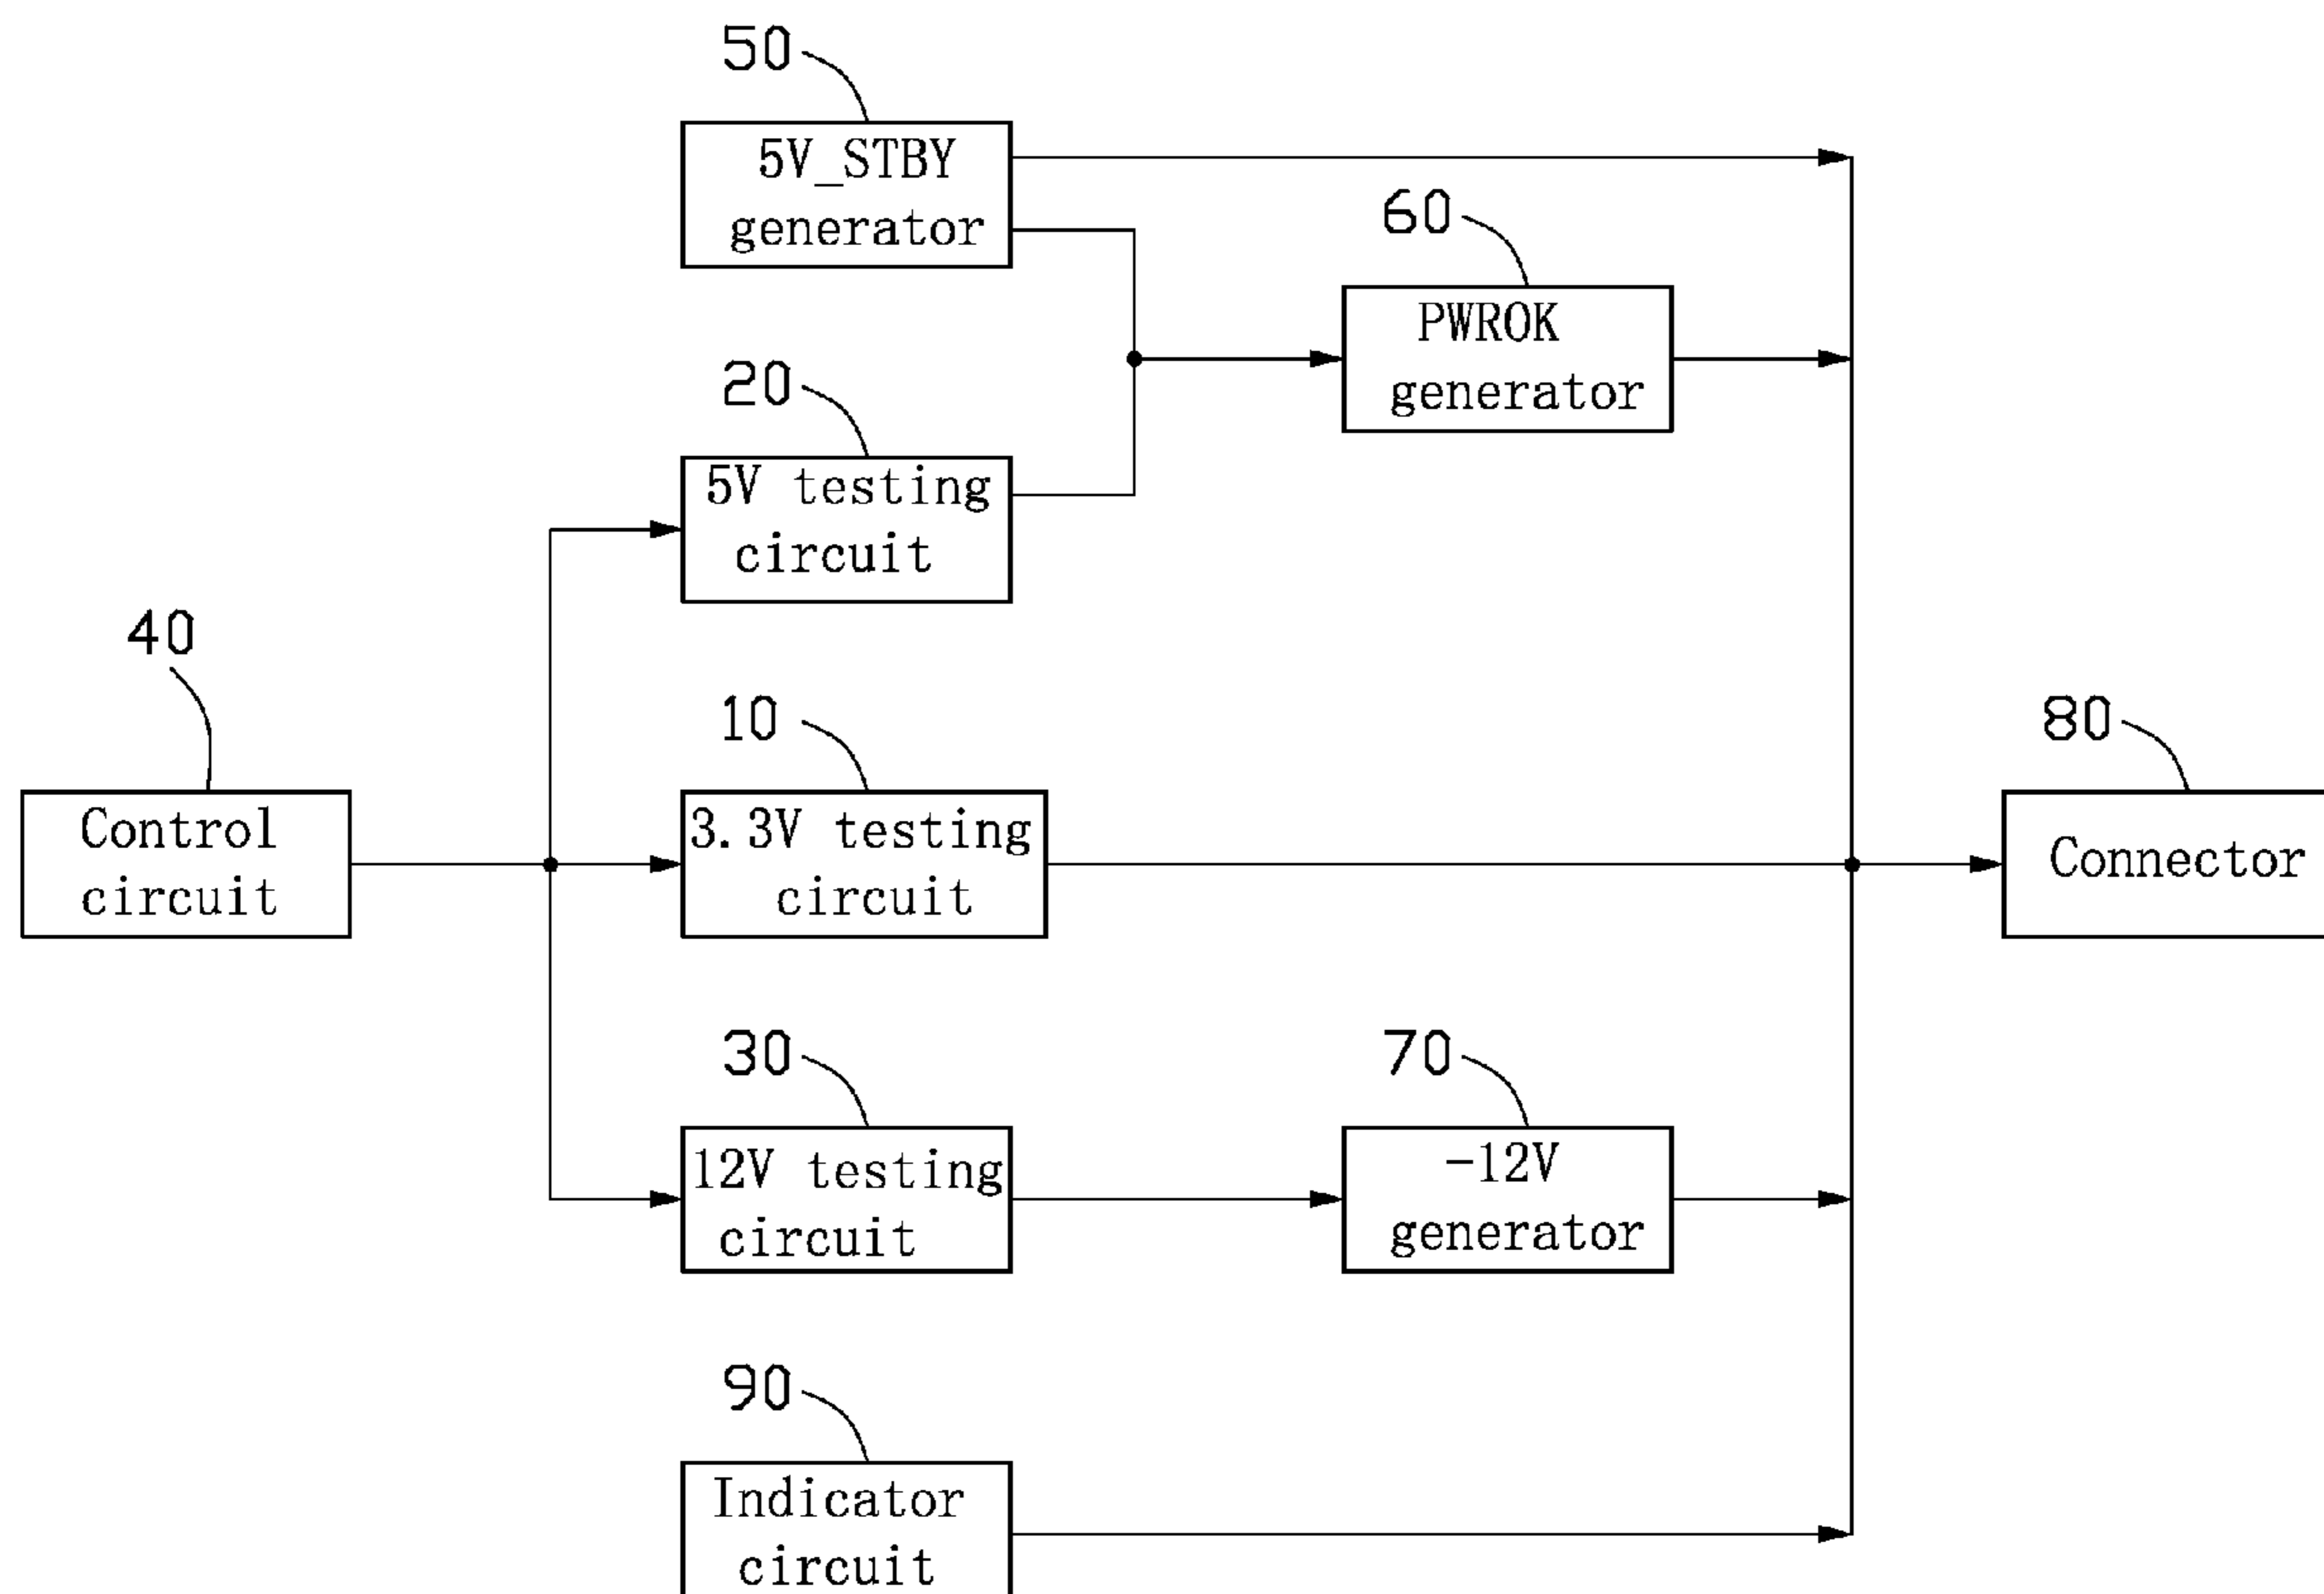 50
5V_STBY
generator
60
PWROK
generator
20
5V testing
circuit
40
Control
circuit
10
3.3V testing
circuit
80
Connector
30
12V testing
circuit
70
-12V
generator
90
Indicator
circuit